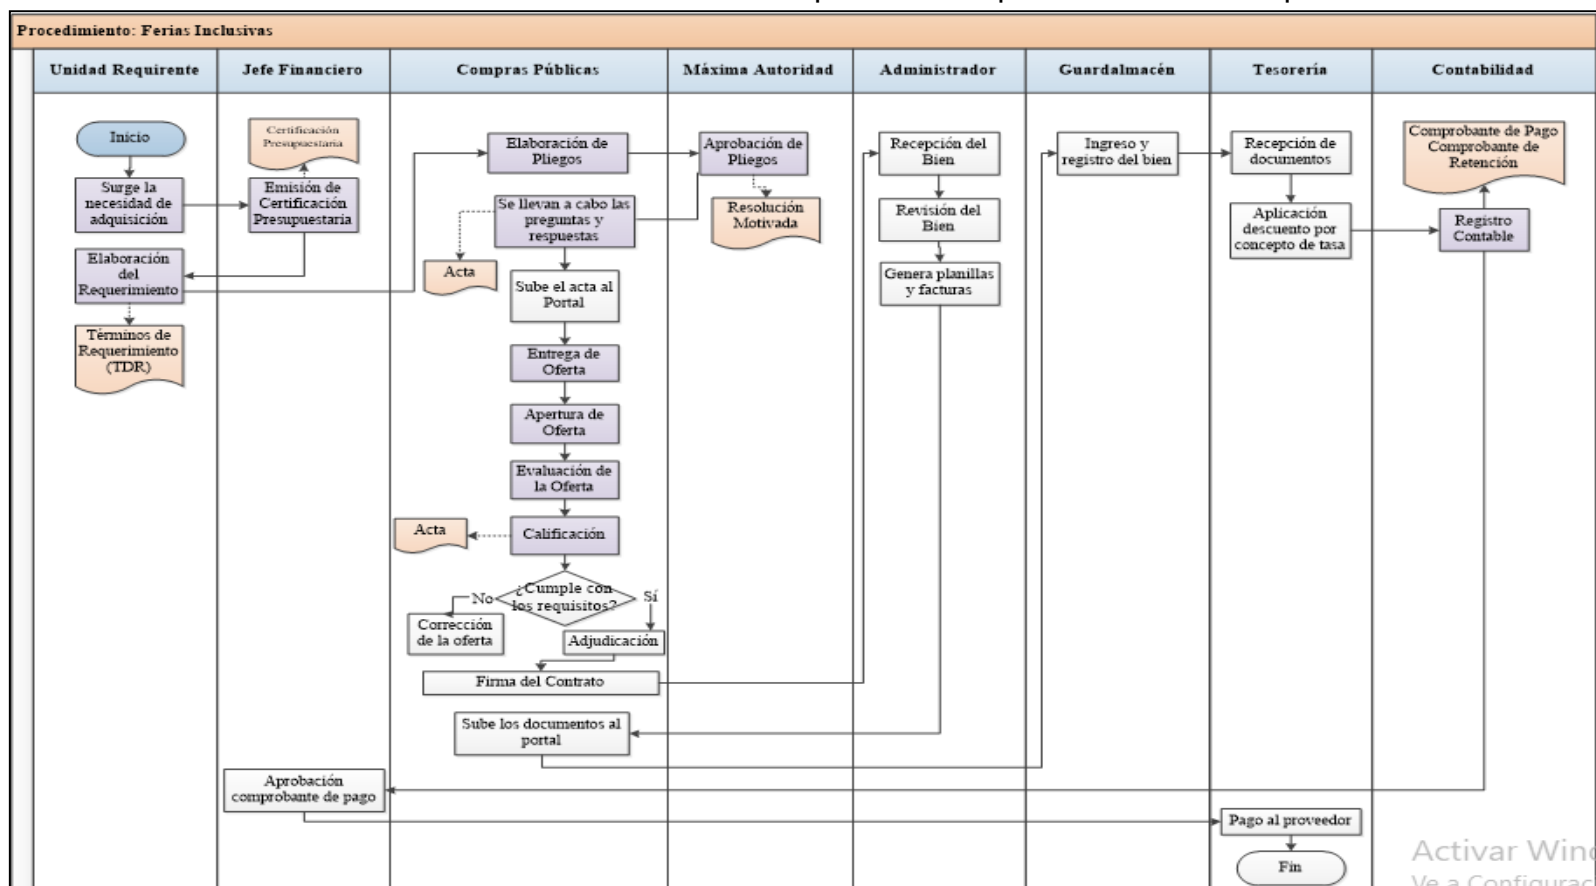 Procedimiento: Ferias Inclusivas
Unidad Requirente
Jefe Financiero
Compras Públicas
Máxima Autoridad
Administrador
Guardalmacén
Tesorería
Contabilidad
Inicio
Surge la
necesidad de
adquisición
Elaboración
del
Requerimiento
Términos de
Requerimiento
(TDR)
Certificación
Presupuestaria
Emisión de
Certificación
Presupuestaria
Elaboración de
Pliegos
Se llevan a cabo las
preguntas y
respuestas
Acta
Sube el acta al
Portal
Entrega de
Oferta
Apertura de
Oferta
Evaluación de
la Oferta
Acta
Calificación
¿Cumple con
los requisitos?
No
Sí
Corrección
de la oferta
Adjudicación
Firma del Contrato
Sube los documentos al
portal
Aprobación de
Pliegos
Resolución
Motivada
Recepción del
Bien
Revisión del
Bien
Genera planillas
y facturas
Ingreso y
registro del bien
Recepción de
documentos
Aplicación
descuento por
concepto de tasa
Comprobante de Pago
Comprobante de
Retención
Registro
Contable
Aprobación
comprobante de pago
Pago al proveedor
Fin
Activar Wind
Ve a Configurac